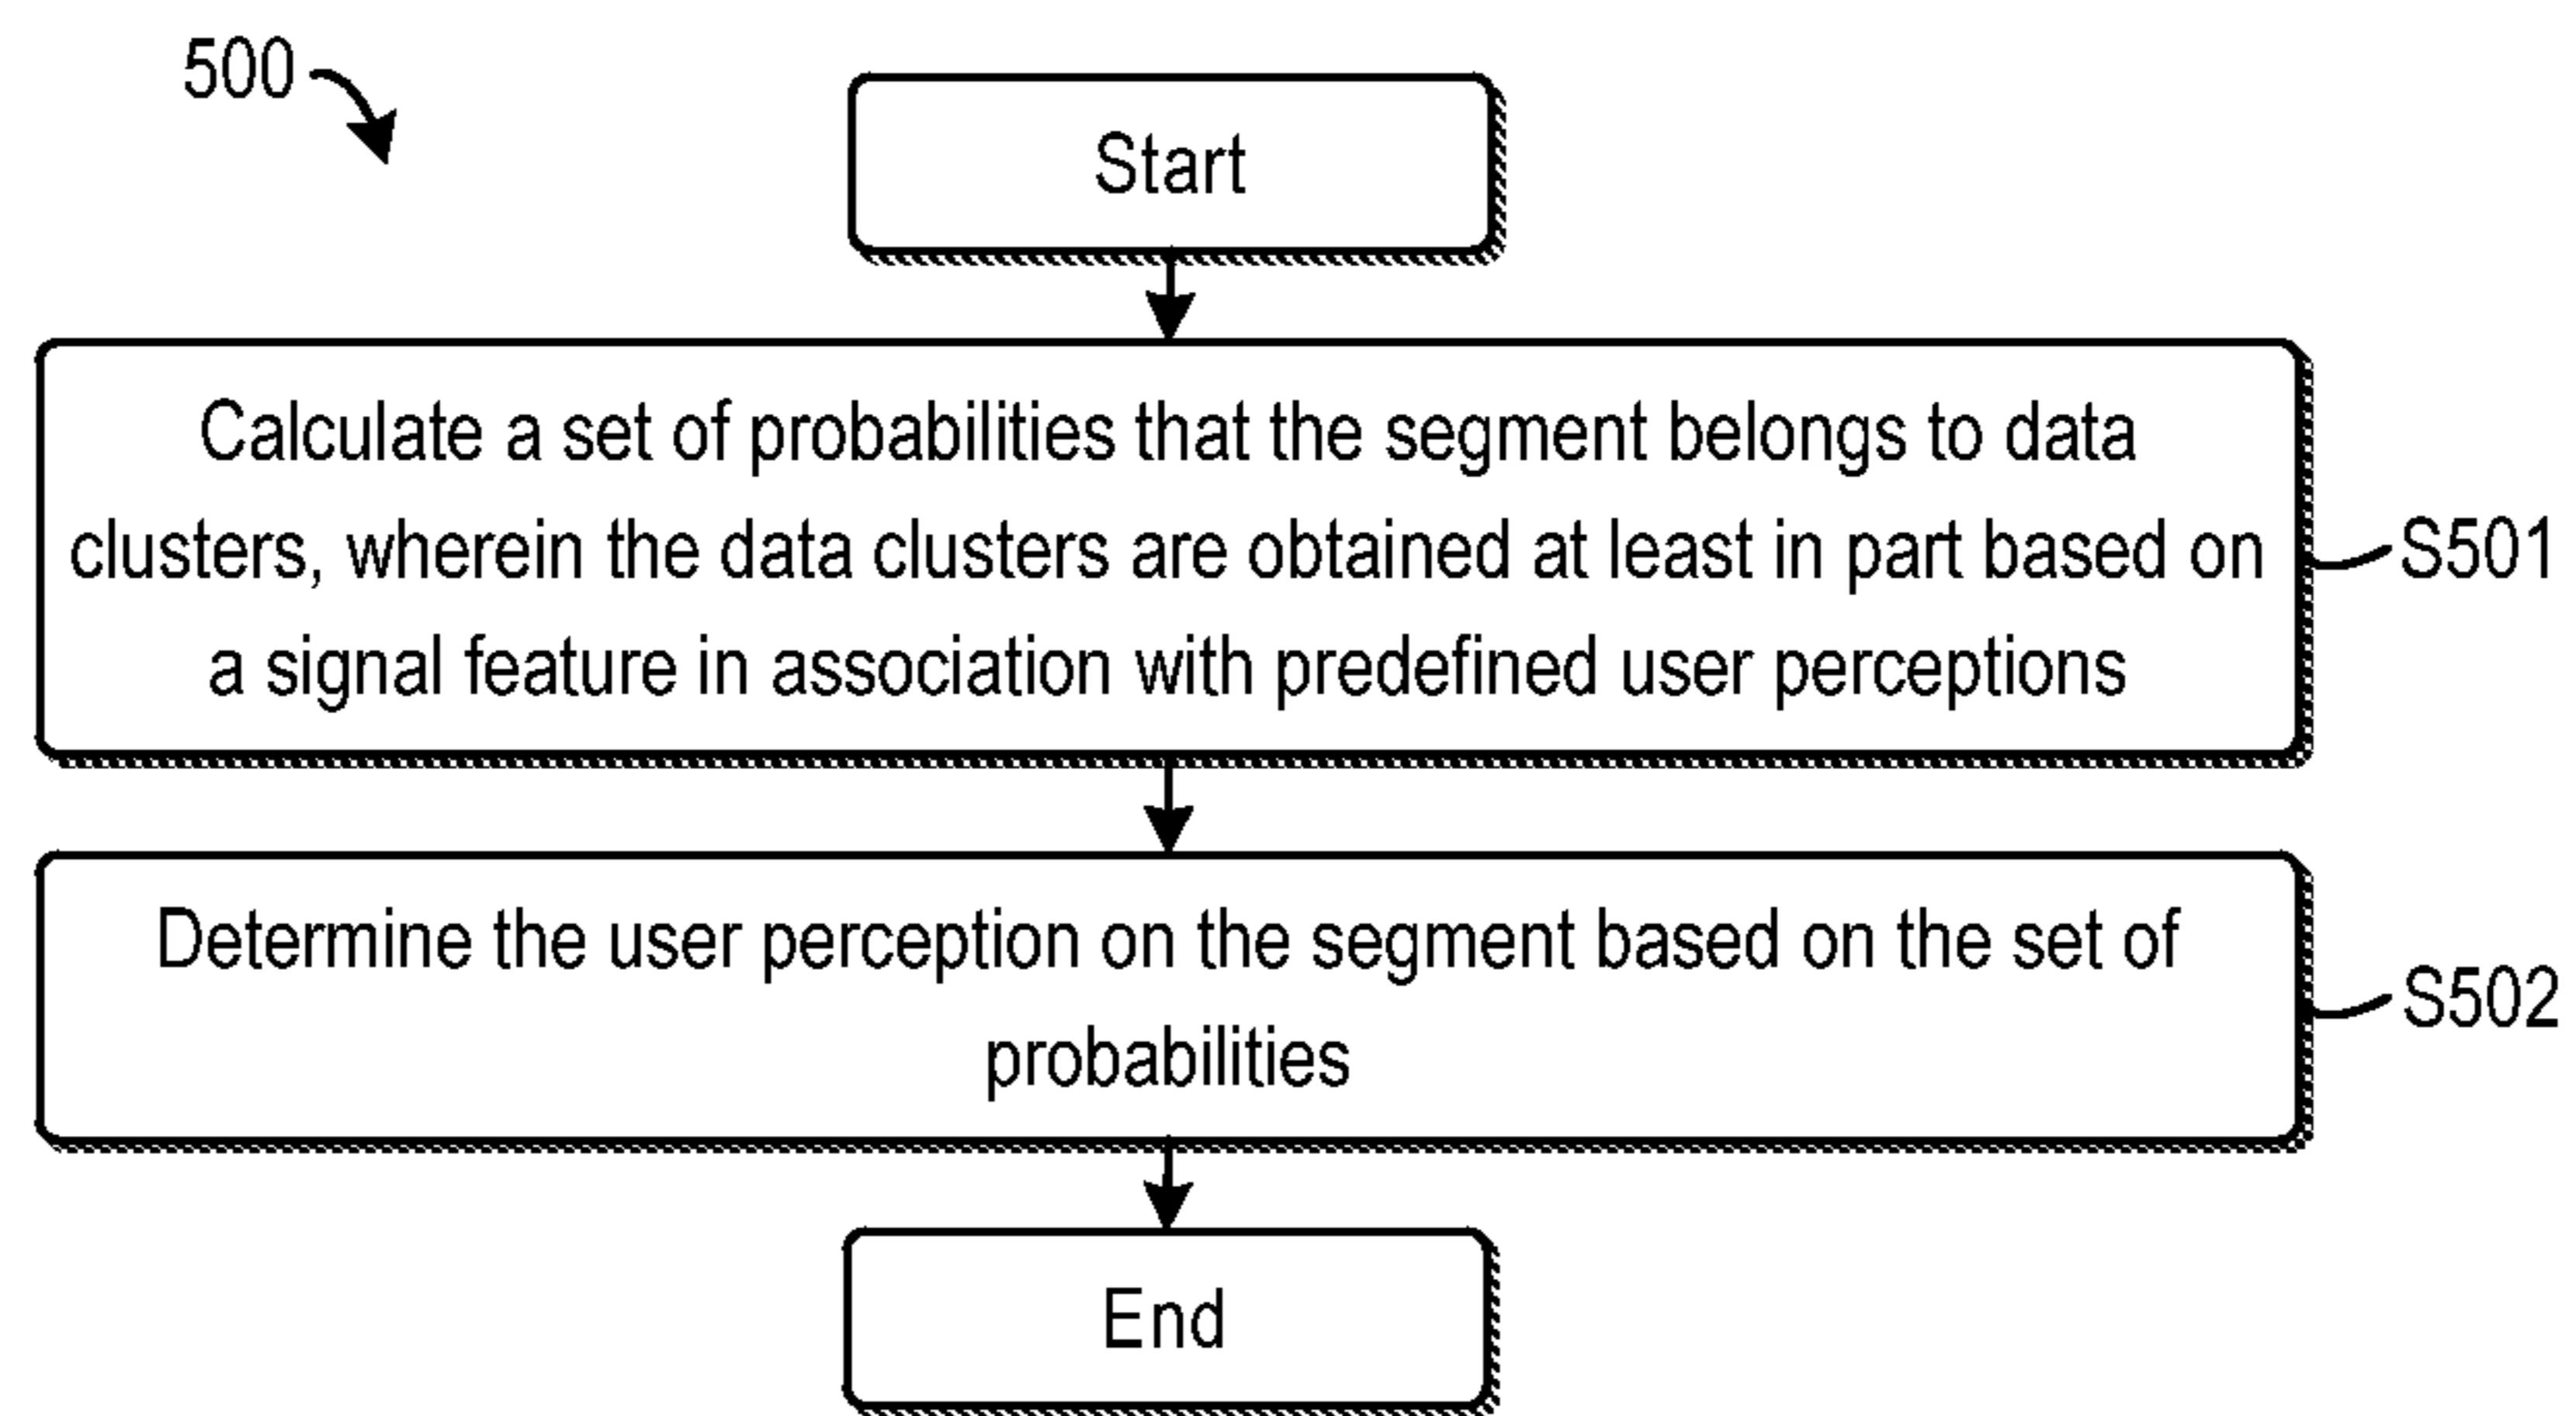 500
Start
Calculate a set of probabilities that the segment belongs to data
clusters, wherein the data clusters are obtained at least in part based on
a signal feature in association with predefined user perceptions
S501
Determine the user perception on the segment based on the set of
probabilities
S502
End